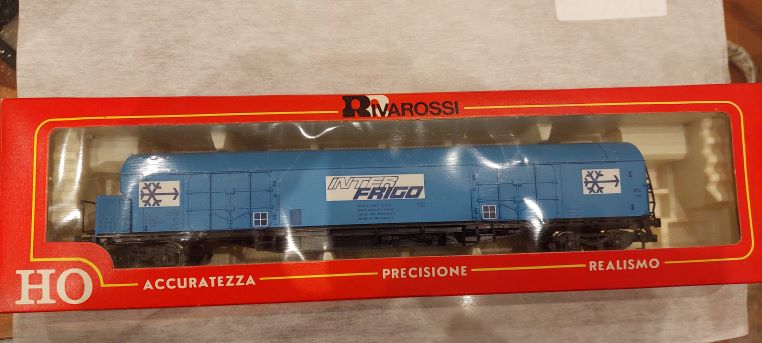 RIVAROSSI
INTER
FRIGO
HO
ACCURATEZZA
PRECISIONE
REALISMO